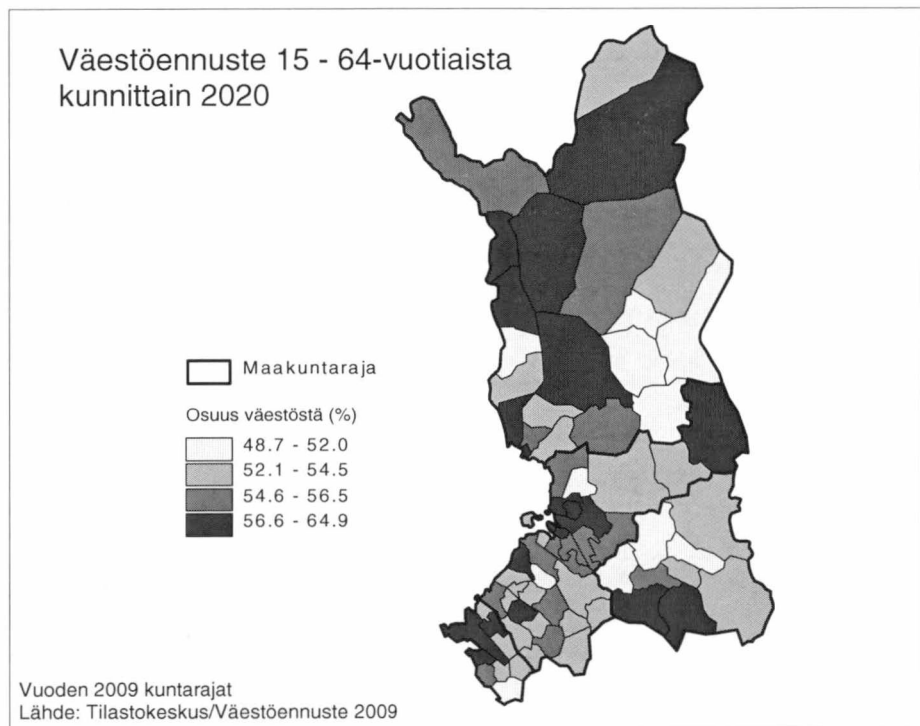 Väestöennuste 15 - 64-vuotiaista
kunnittain 2020
Maakuntaraja
Osuus väestöstä (%)
48.7 - 52.0
52.1 - 54.5
54.6 - 56.5
56.6 - 64.9
Vuoden 2009 kuntarajat
Lähde: Tilastokeskus/Väestöennuste 2009